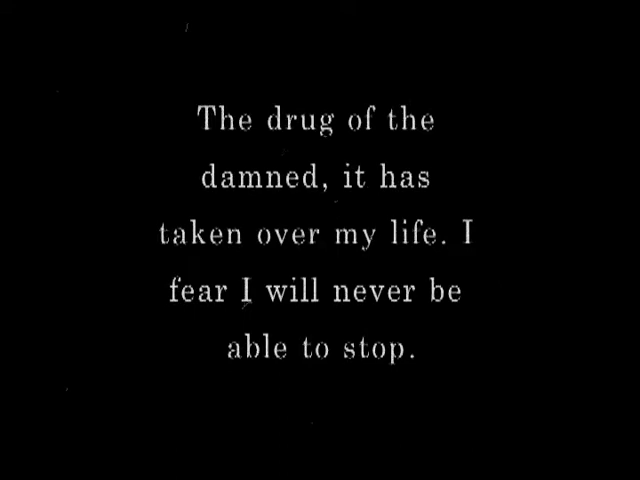 The drug of the
damned, it has
taken over my life. I
fear I will never be
able to stop.